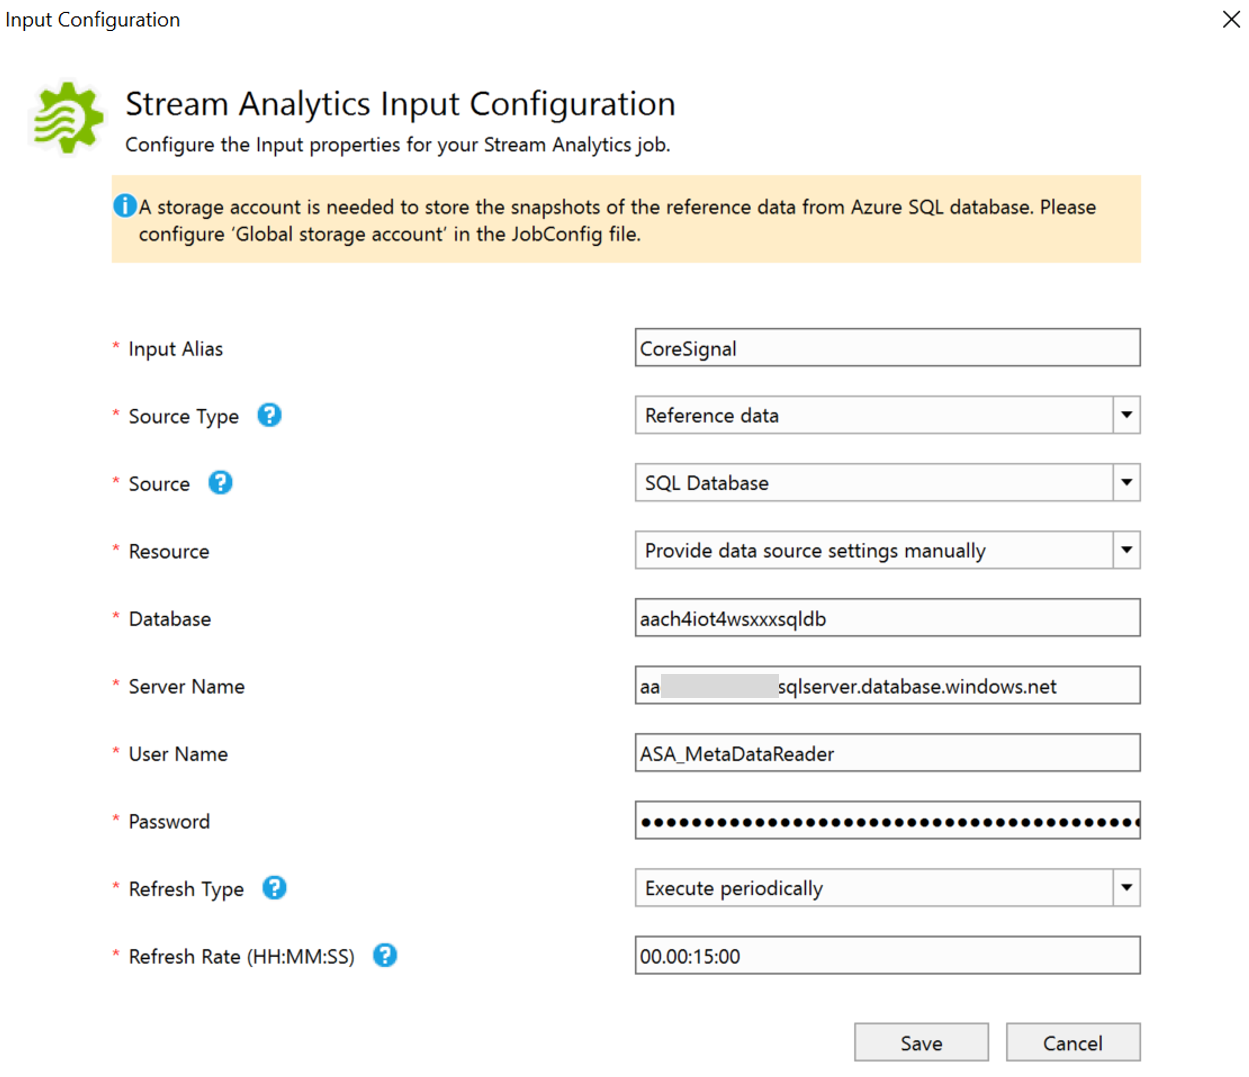 Input Configuration
Stream Analytics Input Configuration
Configure the Input properties for your Stream Analytics job.
A storage account is needed to store the snapshots of the reference data from Azure SQL database. Please
configure ‘Global storage account’ in the JobConfig file.
* Input Alias CoreSignal
* Source Type ? Reference data
* Source ? SQL Database
* Resource Provide data source settings manually
* Database aach4iot4wsxxxsqldb
* Server Name aa sqlserver.database.windows.net
* User Name ASA_MetaDataReader
* Password ●●●●●●●●●●●●●●●●●●●●●●●●●●●●●●●●●●●●●●●●●●●●
* Refresh Type ? Execute periodically
* Refresh Rate (HH:MM:SS) ? 00.00:15:00
Save Cancel